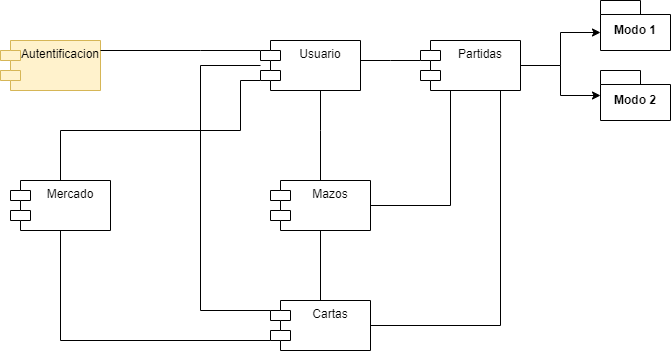 Autentificacion
Usuario
Partidas
Modo 1
Modo 2
Mercado
Mazos
Cartas